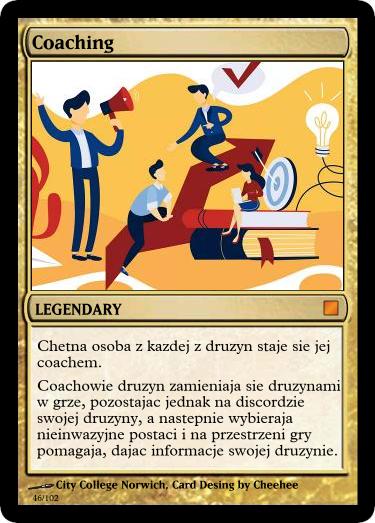 Coaching
LEGENDARY
Chetna osoba z kazdej z druzyn staje sie jej
coachem.
Coachowie druzyn zamieniaja sie druzynami
w grze, pozostajac jednak na discordzie
swojej druzyny, a nastepnie wybieraja
nieinwazyjne postaci i na przestrzeni gry
pomagaja, dajac informacje swojej druzynie.
City College Norwich, Card Desing by Cheehee
46/102